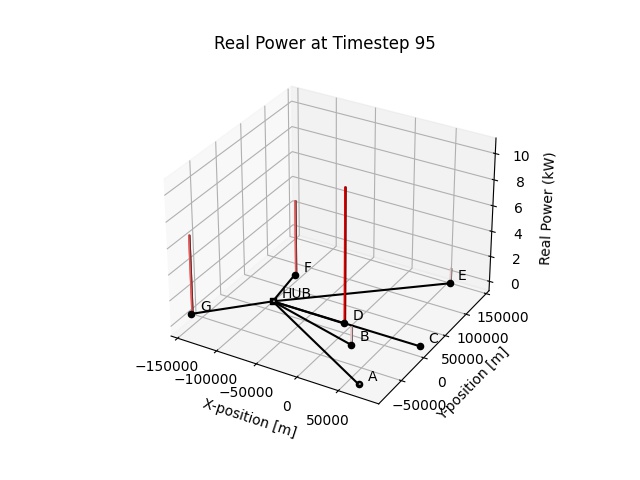 Real Power at Timestep 95
10
8
6
4
2
0
Real Power (kW)
F
E
HUB
G
D
B
C
A
−150000
−100000
−50000
0
50000
X-position [m]
150000
100000
50000
0
−50000
Y-position [m]